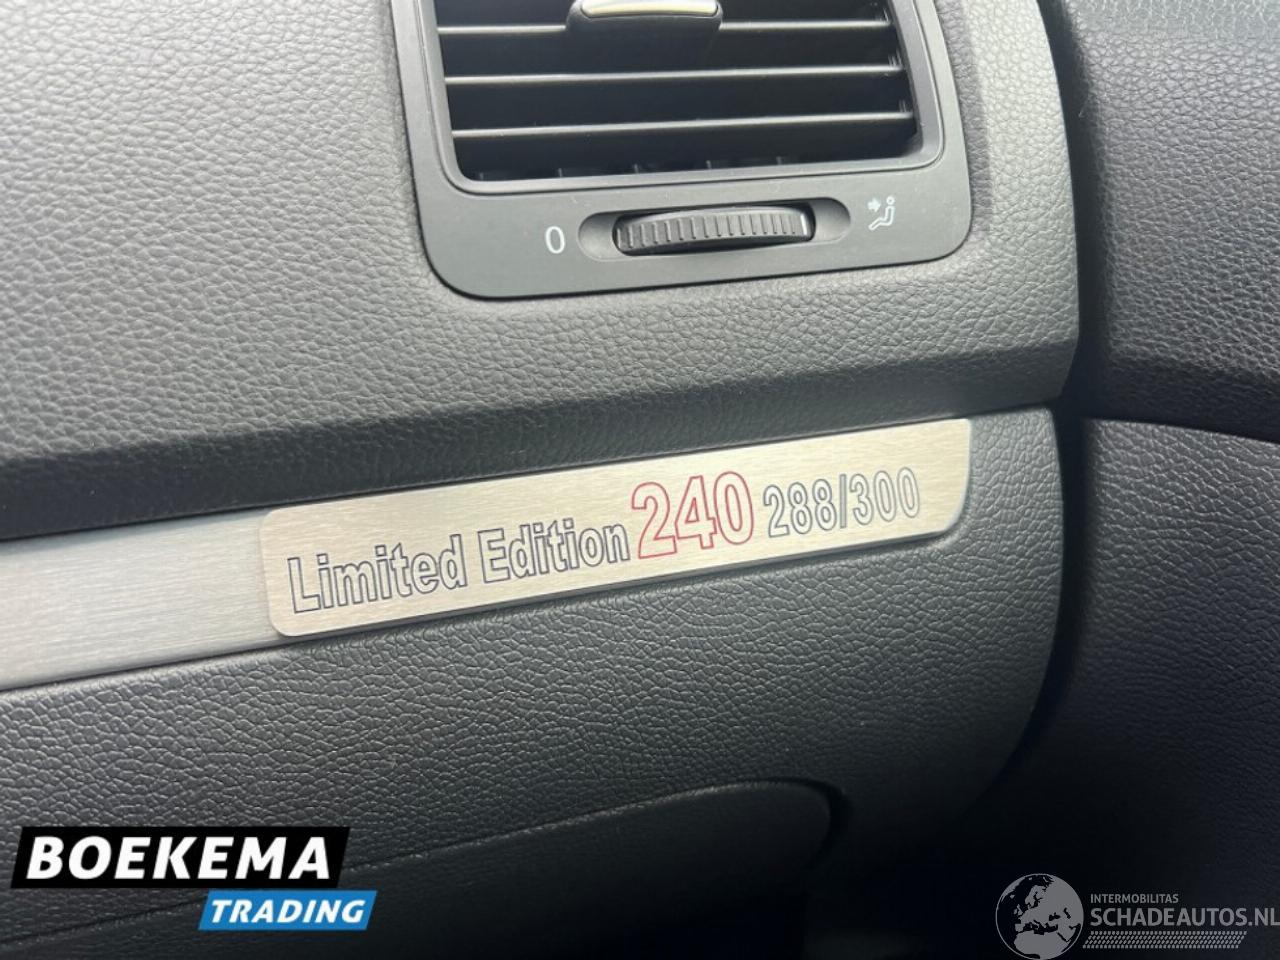 0
Limited Edition 240 288/300
BOEKEMA
TRADING
INTERMOBILITAS
SCHADEAUTOS.NL